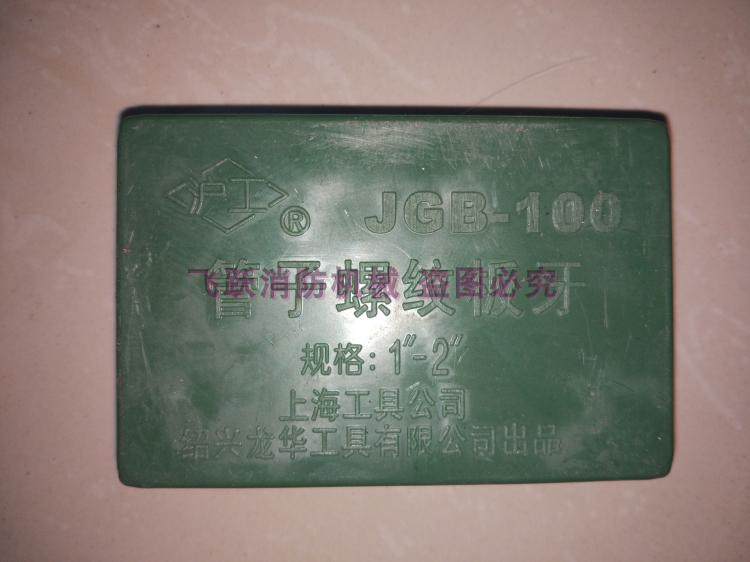 沪工® JGB-100
管子螺纹板牙
飞跃消防机械 盗图必究
规格:1"-2"
上海工具公司
绍兴龙华工具有限公司出品